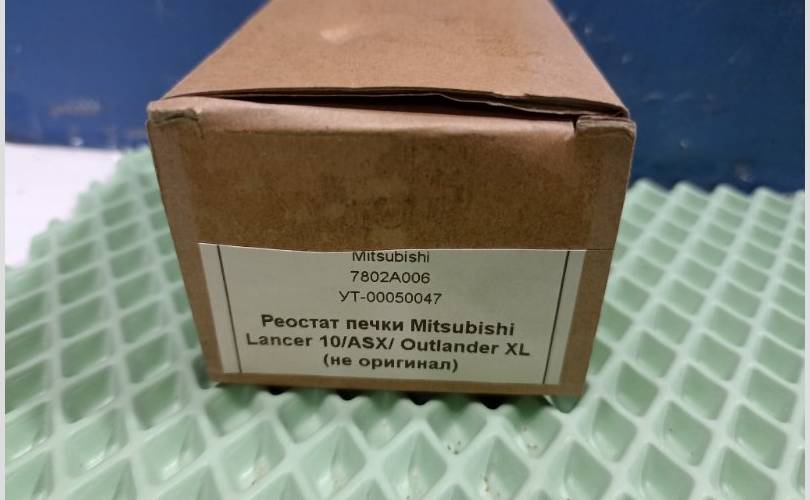 Mitsubishi
7802A006
УТ-00050047
Реостат печки Mitsubishi
Lancer 10/ASX/ Outlander XL
(не оригинал)